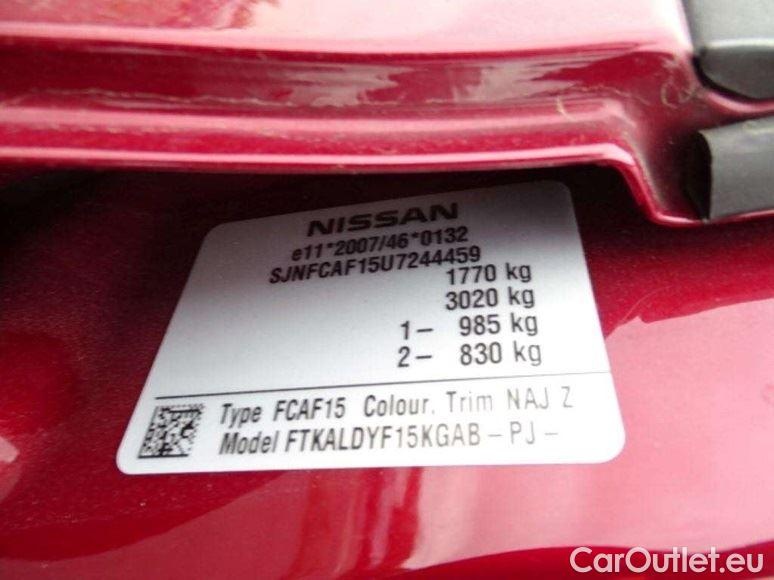 NISSAN
e11*2007/46*0132
SJNFCAF15U7244459
1770 kg
3020 kg
1- 985 kg
2- 830 kg
Type FCAF15 Colour, Trim NAJ Z
Model FTKALDYF15KGAB-PJ-
CarOutlet.eu